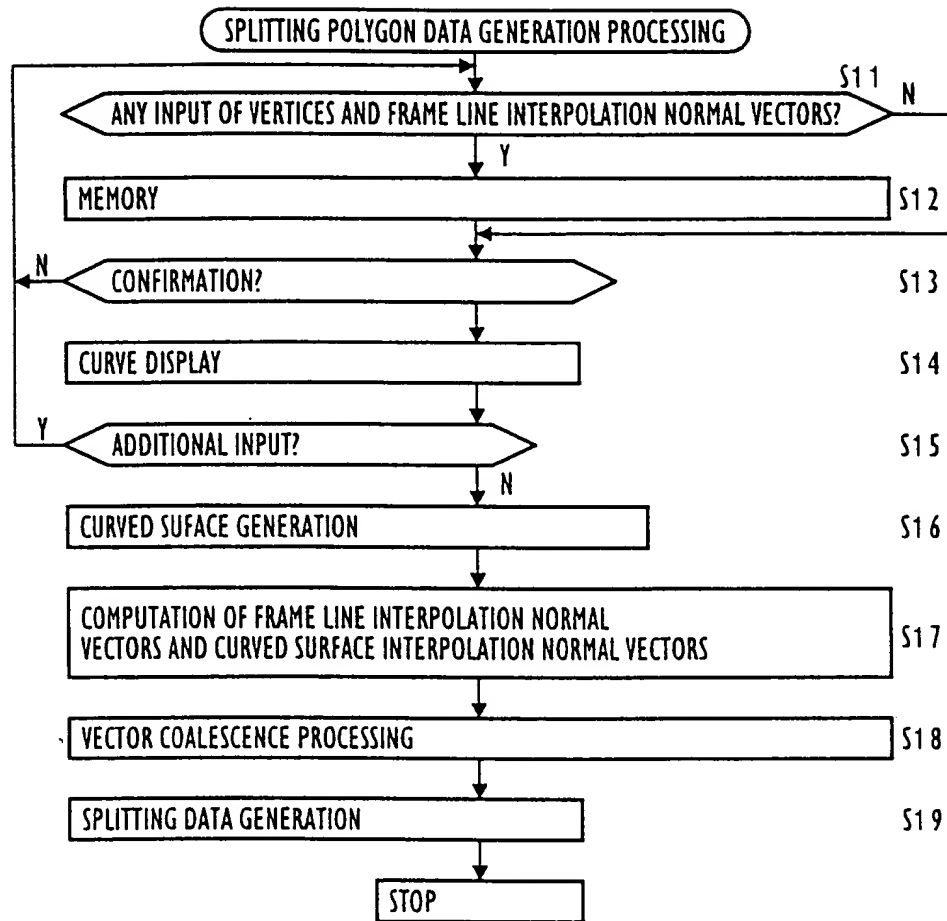 SPLITTING POLYGON DATA GENERATION PROCESSING
S11
ANY INPUT OF VERTICES AND FRAME LINE INTERPOLATION NORMAL VECTORS?
N
Y
MEMORY
S12
N
CONFIRMATION?
S13
CURVE DISPLAY
S14
Y
ADDITIONAL INPUT?
S15
N
CURVED SUFACE GENERATION
S16
COMPUTATION OF FRAME LINE INTERPOLATION NORMAL
VECTORS AND CURVED SURFACE INTERPOLATION NORMAL VECTORS
S17
VECTOR COALESCENCE PROCESSING
S18
SPLITTING DATA GENERATION
S19
STOP